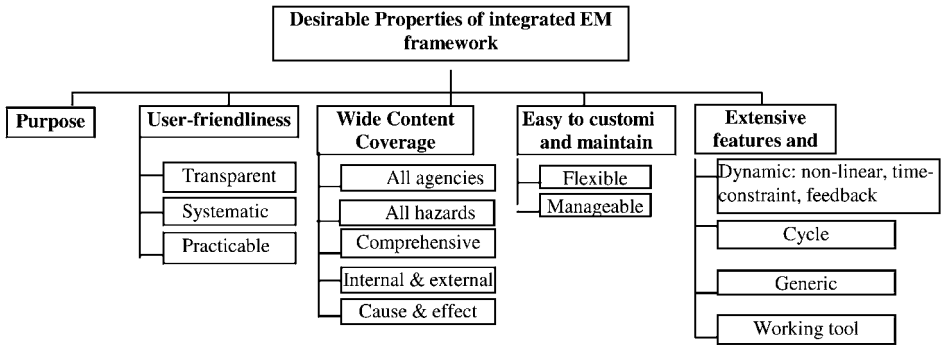 Desirable Properties of integrated EM
framework
Purpose
User-friendliness
Transparent
Systematic
Practicable
Wide Content
Coverage
All agencies
All hazards
Comprehensive
Internal & external
Cause & effect
Easy to customi
and maintain
Flexible
Manageable
Extensive
features and
Dynamic: non-linear, time-
constraint, feedback
Cycle
Generic
Working tool